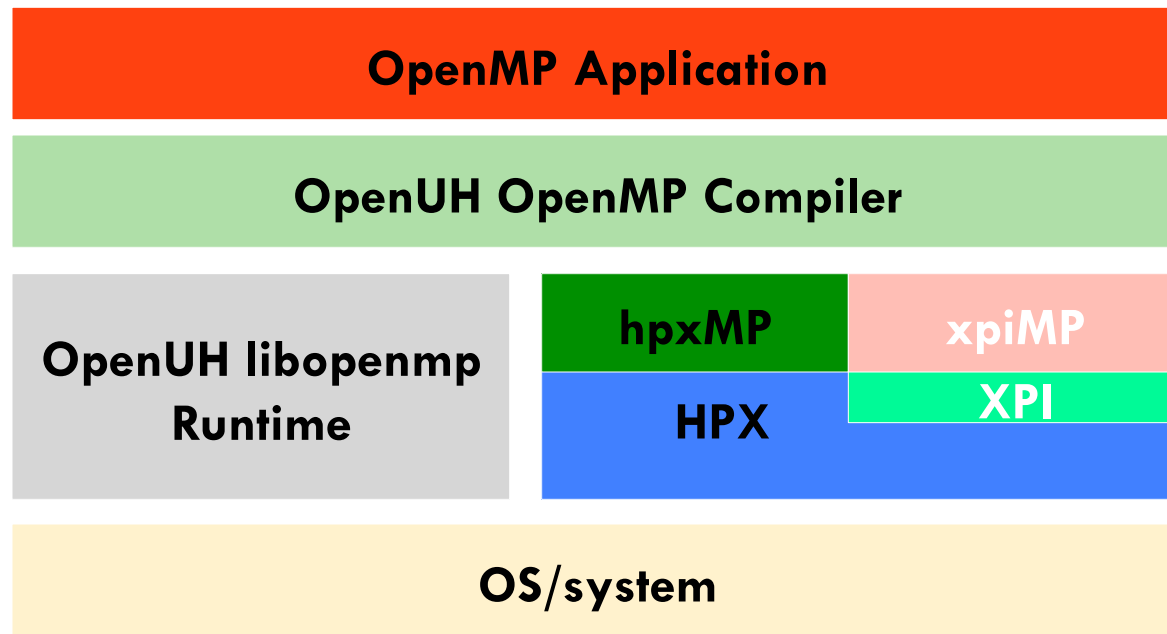 OpenMP Application
OpenUH OpenMP Compiler
OpenUH libopenmp
Runtime
hpxMP
xpiMP
HPX
XPI
OS/system